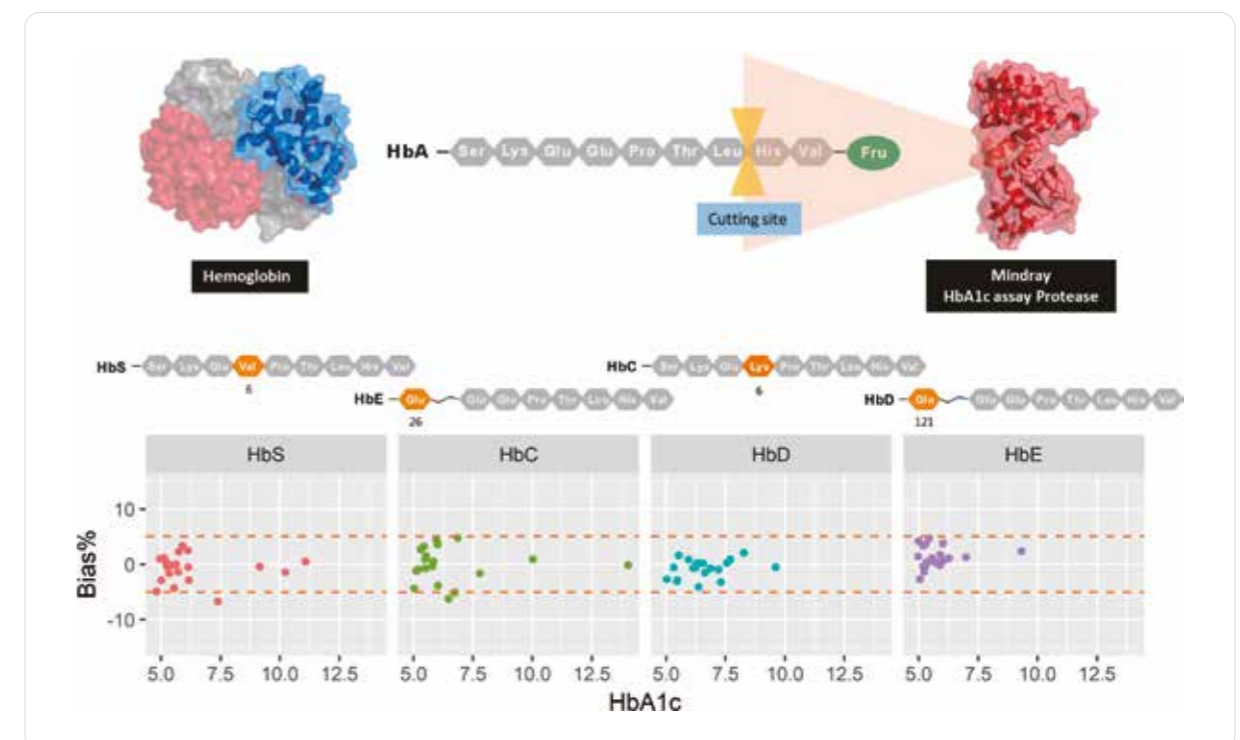 HbA
Ser Lys Glu Glu Pro Thr Leu His Val Fru
Cutting site
Hemoglobin
Mindray
HbA1c assay Protease
HbS
Ser Lys Glu Val Pro Thr Leu His Val
6
HbC
Ser Lys Glu Lys Pro Thr Leu His Val
6
HbE
Glu Glu Pro Thr Leu His Val
26
HbD
Glu Glu Pro Thr Leu His Val
121
HbS HbC HbD HbE
Bias%
10
0
-10
5.0 7.5 10.0 12.5 5.0 7.5 10.0 12.5 5.0 7.5 10.0 12.5 5.0 7.5 10.0 12.5
HbA1c